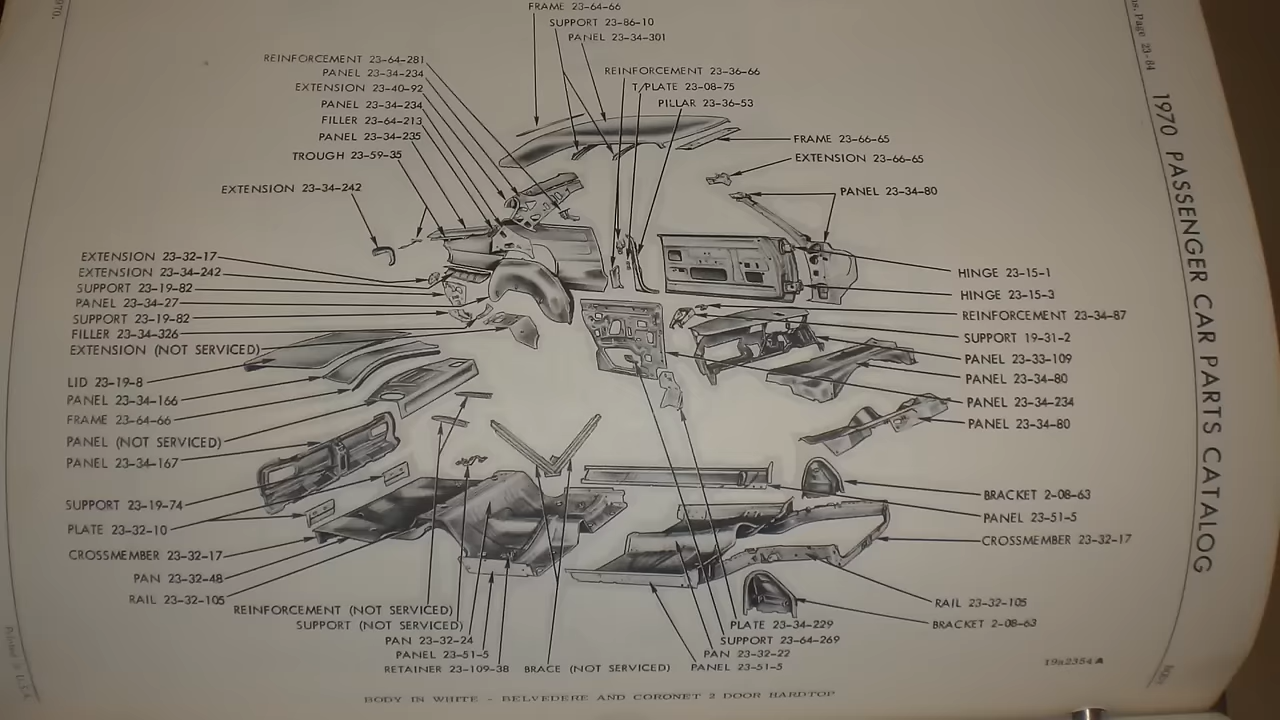 FRAME 23-64-66
SUPPORT 23-86-10
PANEL 23-34-301
REINFORCEMENT 23-64-281
PANEL 23-34-234
EXTENSION 23-40-92
PANEL 23-34-234
FILLER 23-64-213
PANEL 23-34-235
TROUGH 23-59-35
EXTENSION 23-34-242
REINFORCEMENT 23-36-66
T/PLATE 23-08-75
PILLAR 23-36-53
FRAME 23-66-65
EXTENSION 23-66-65
PANEL 23-34-80
EXTENSION 23-32-17
EXTENSION 23-34-242
SUPPORT 23-19-82
PANEL 23-34-27
SUPPORT 23-19-82
FILLER 23-34-326
EXTENSION (NOT SERVICED)
LID 23-19-8
PANEL 23-34-166
FRAME 23-64-66
PANEL (NOT SERVICED)
PANEL 23-34-167
SUPPORT 23-19-74
PLATE 23-32-10
CROSSMEMBER 23-32-17
PAN 23-32-48
RAIL 23-32-105
HINGE 23-15-1
HINGE 23-15-3
REINFORCEMENT 23-34-87
SUPPORT 19-31-2
PANEL 23-33-109
PANEL 23-34-80
PANEL 23-34-234
PANEL 23-34-80
BRACKET 2-08-63
PANEL 23-51-5
CROSSMEMBER 23-32-17
RAIL 23-32-105
BRACKET 2-08-63
REINFORCEMENT (NOT SERVICED)
SUPPORT (NOT SERVICED)
PAN 23-32-24
PANEL 23-51-5
RETAINER 23-109-38
BRACE (NOT SERVICED)
PLATE 23-34-229
SUPPORT 23-64-269
PAN 23-32-22
PANEL 23-51-5
19a2354A
BODY IN WHITE - BELVEDERE AND CORONET 2 DOOR HARDTOP
Page 23-84
1970 PASSENGER CAR PARTS CATALOG
1970.
Printed in U.S.A.